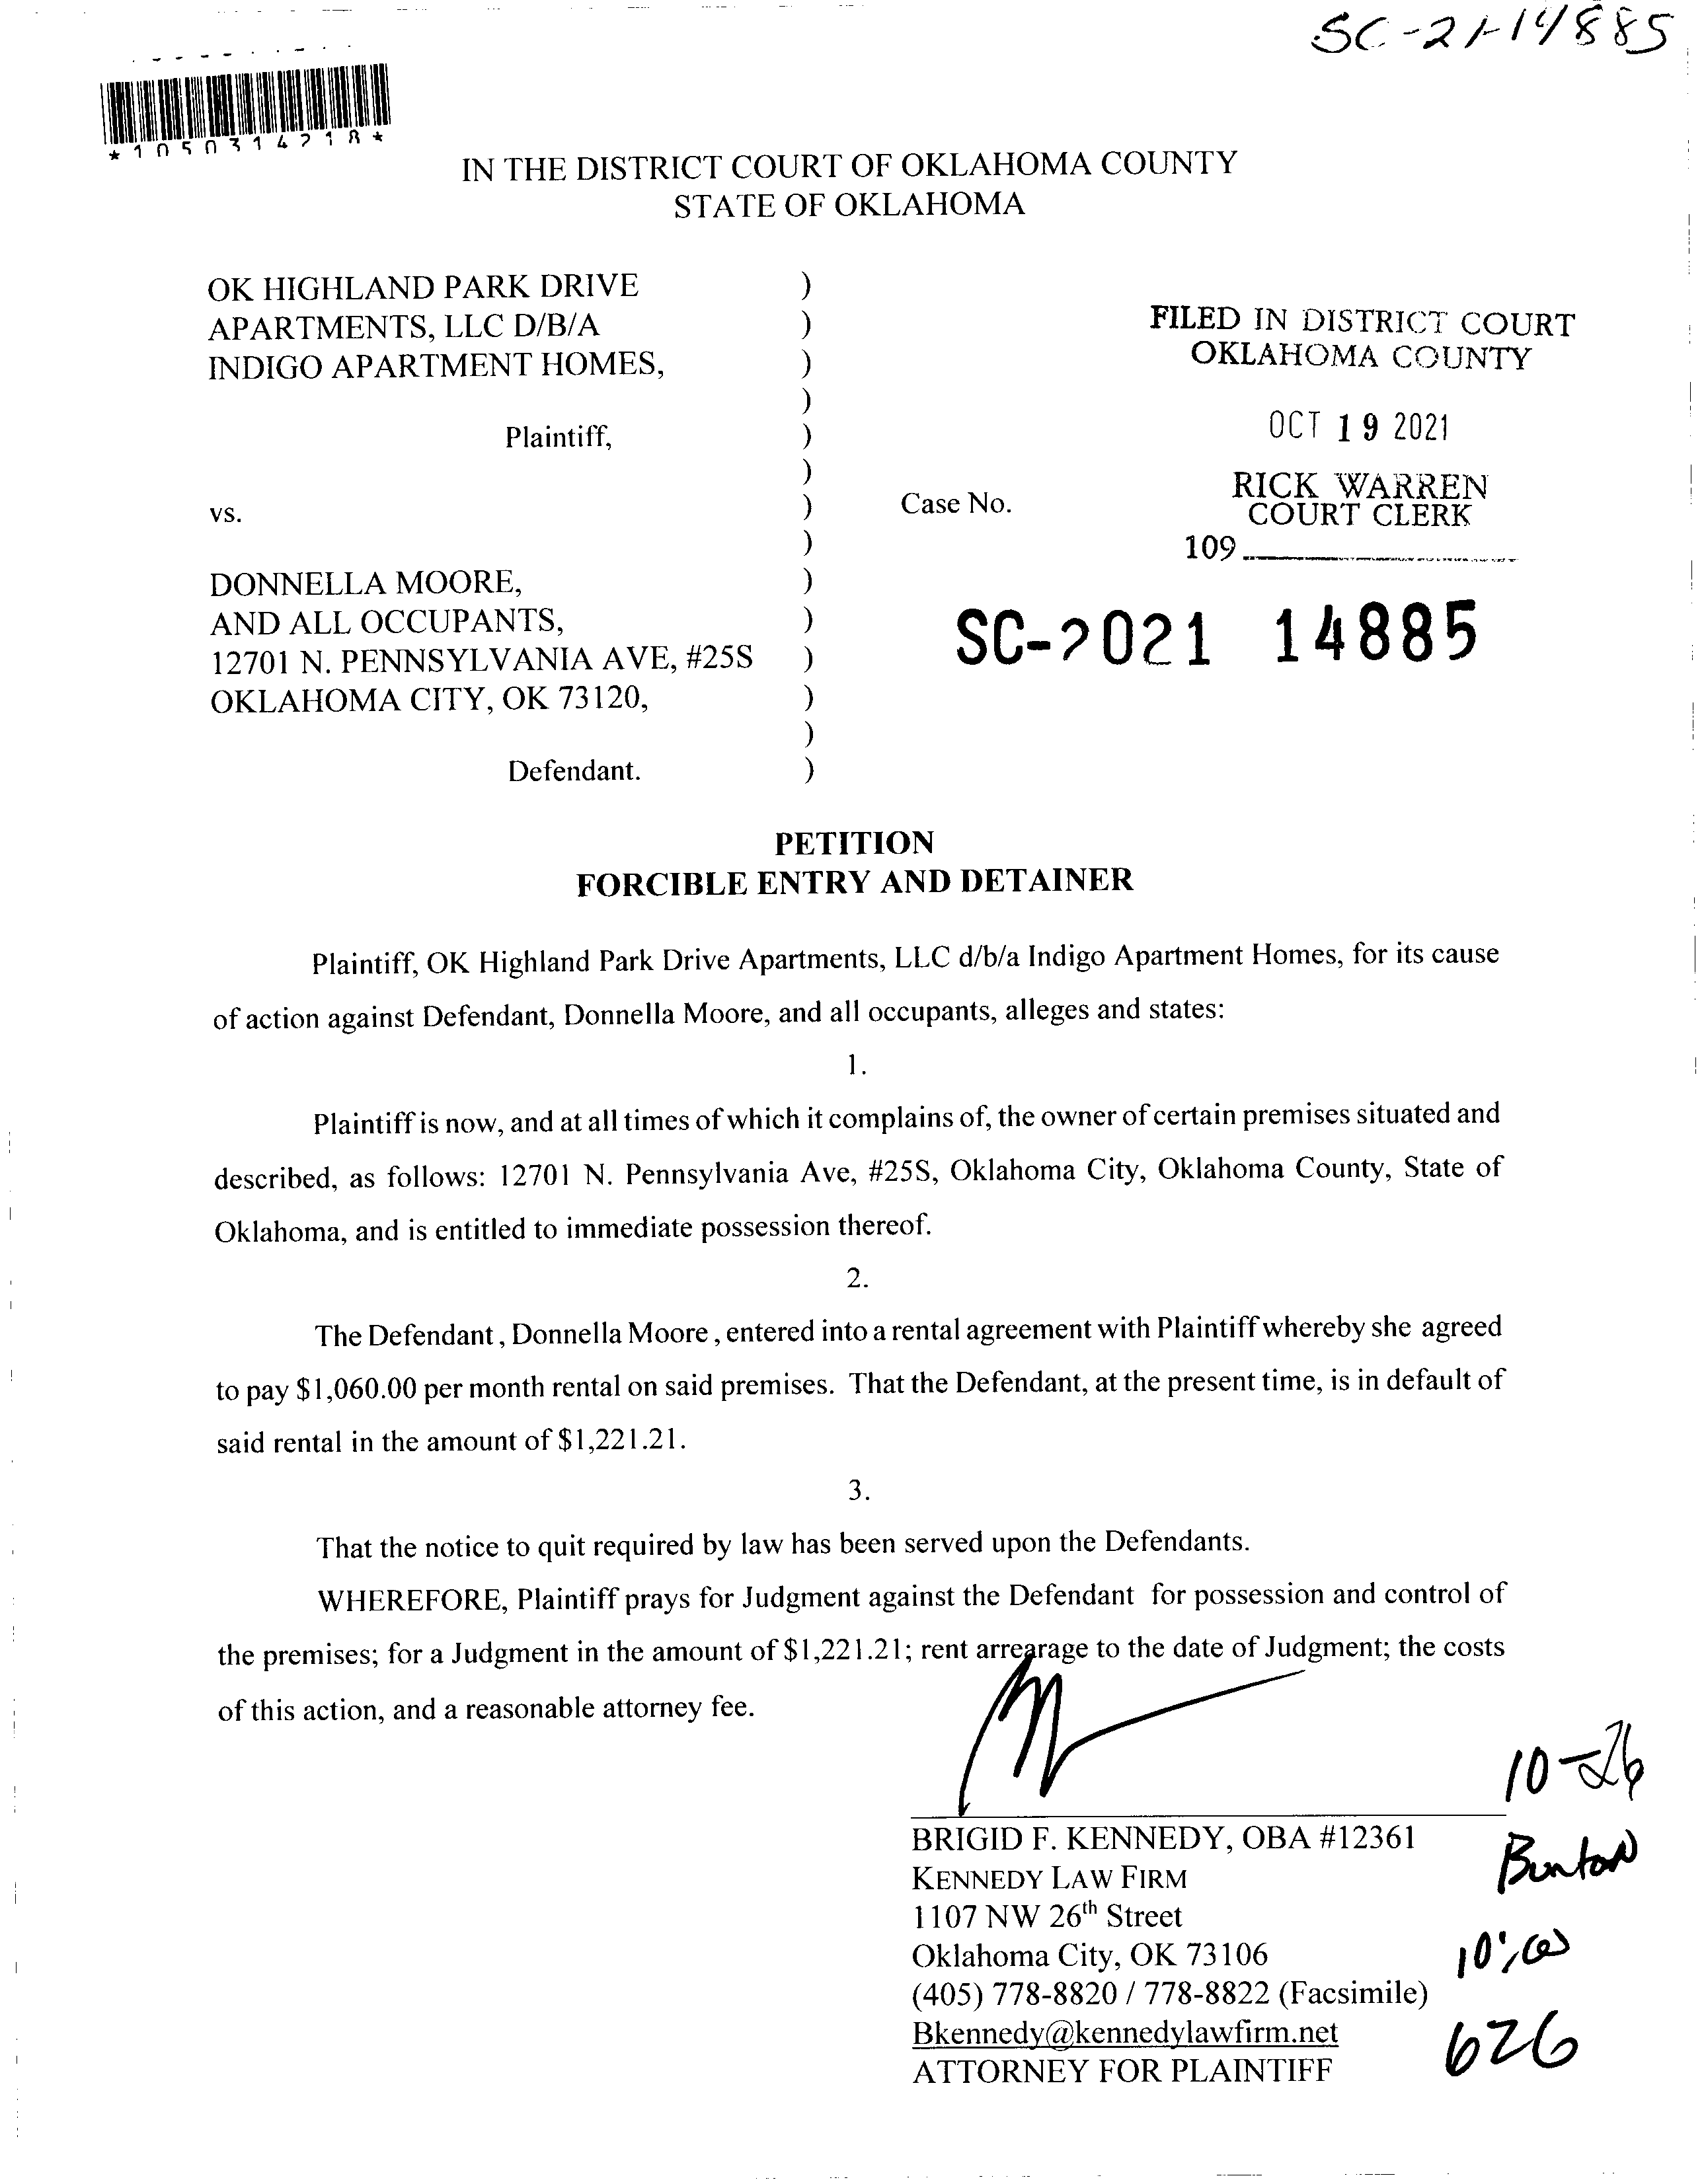 SC-21-14885
*1050314218*
IN THE DISTRICT COURT OF OKLAHOMA COUNTY
STATE OF OKLAHOMA
OK HIGHLAND PARK DRIVE )
APARTMENTS, LLC D/B/A )
INDIGO APARTMENT HOMES, )
)
Plaintiff, )
)
vs. )
)
DONNELLA MOORE, )
AND ALL OCCUPANTS, )
12701 N. PENNSYLVANIA AVE, #25S )
OKLAHOMA CITY, OK 73120, )
)
Defendant. )
FILED IN DISTRICT COURT
OKLAHOMA COUNTY
OCT 19 2021
RICK WARREN
COURT CLERK
109
Case No.
SC-2021 14885
PETITION
FORCIBLE ENTRY AND DETAINER
Plaintiff, OK Highland Park Drive Apartments, LLC d/b/a Indigo Apartment Homes, for its cause
of action against Defendant, Donnella Moore, and all occupants, alleges and states:
1.
Plaintiff is now, and at all times of which it complains of, the owner of certain premises situated and
described, as follows: 12701 N. Pennsylvania Ave, #25S, Oklahoma City, Oklahoma County, State of
Oklahoma, and is entitled to immediate possession thereof.
2.
The Defendant, Donnella Moore, entered into a rental agreement with Plaintiff whereby she agreed
to pay $1,060.00 per month rental on said premises. That the Defendant, at the present time, is in default of
said rental in the amount of $1,221.21.
3.
That the notice to quit required by law has been served upon the Defendants.
WHEREFORE, Plaintiff prays for Judgment against the Defendant for possession and control of
the premises; for a Judgment in the amount of $1,221.21; rent arrearage to the date of Judgment; the costs
of this action, and a reasonable attorney fee.
BRIGID F. KENNEDY, OBA #12361
KENNEDY LAW FIRM
1107 NW 26th Street
Oklahoma City, OK 73106
(405) 778-8820 / 778-8822 (Facsimile)
Bkennedy@kennedylawfirm.net
ATTORNEY FOR PLAINTIFF
10-26
Bunton
626